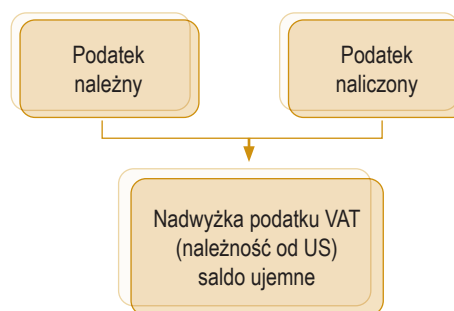 Podatek
należny
Podatek
naliczony
Nadwyżka podatku VAT
(należność od US)
saldo ujemne